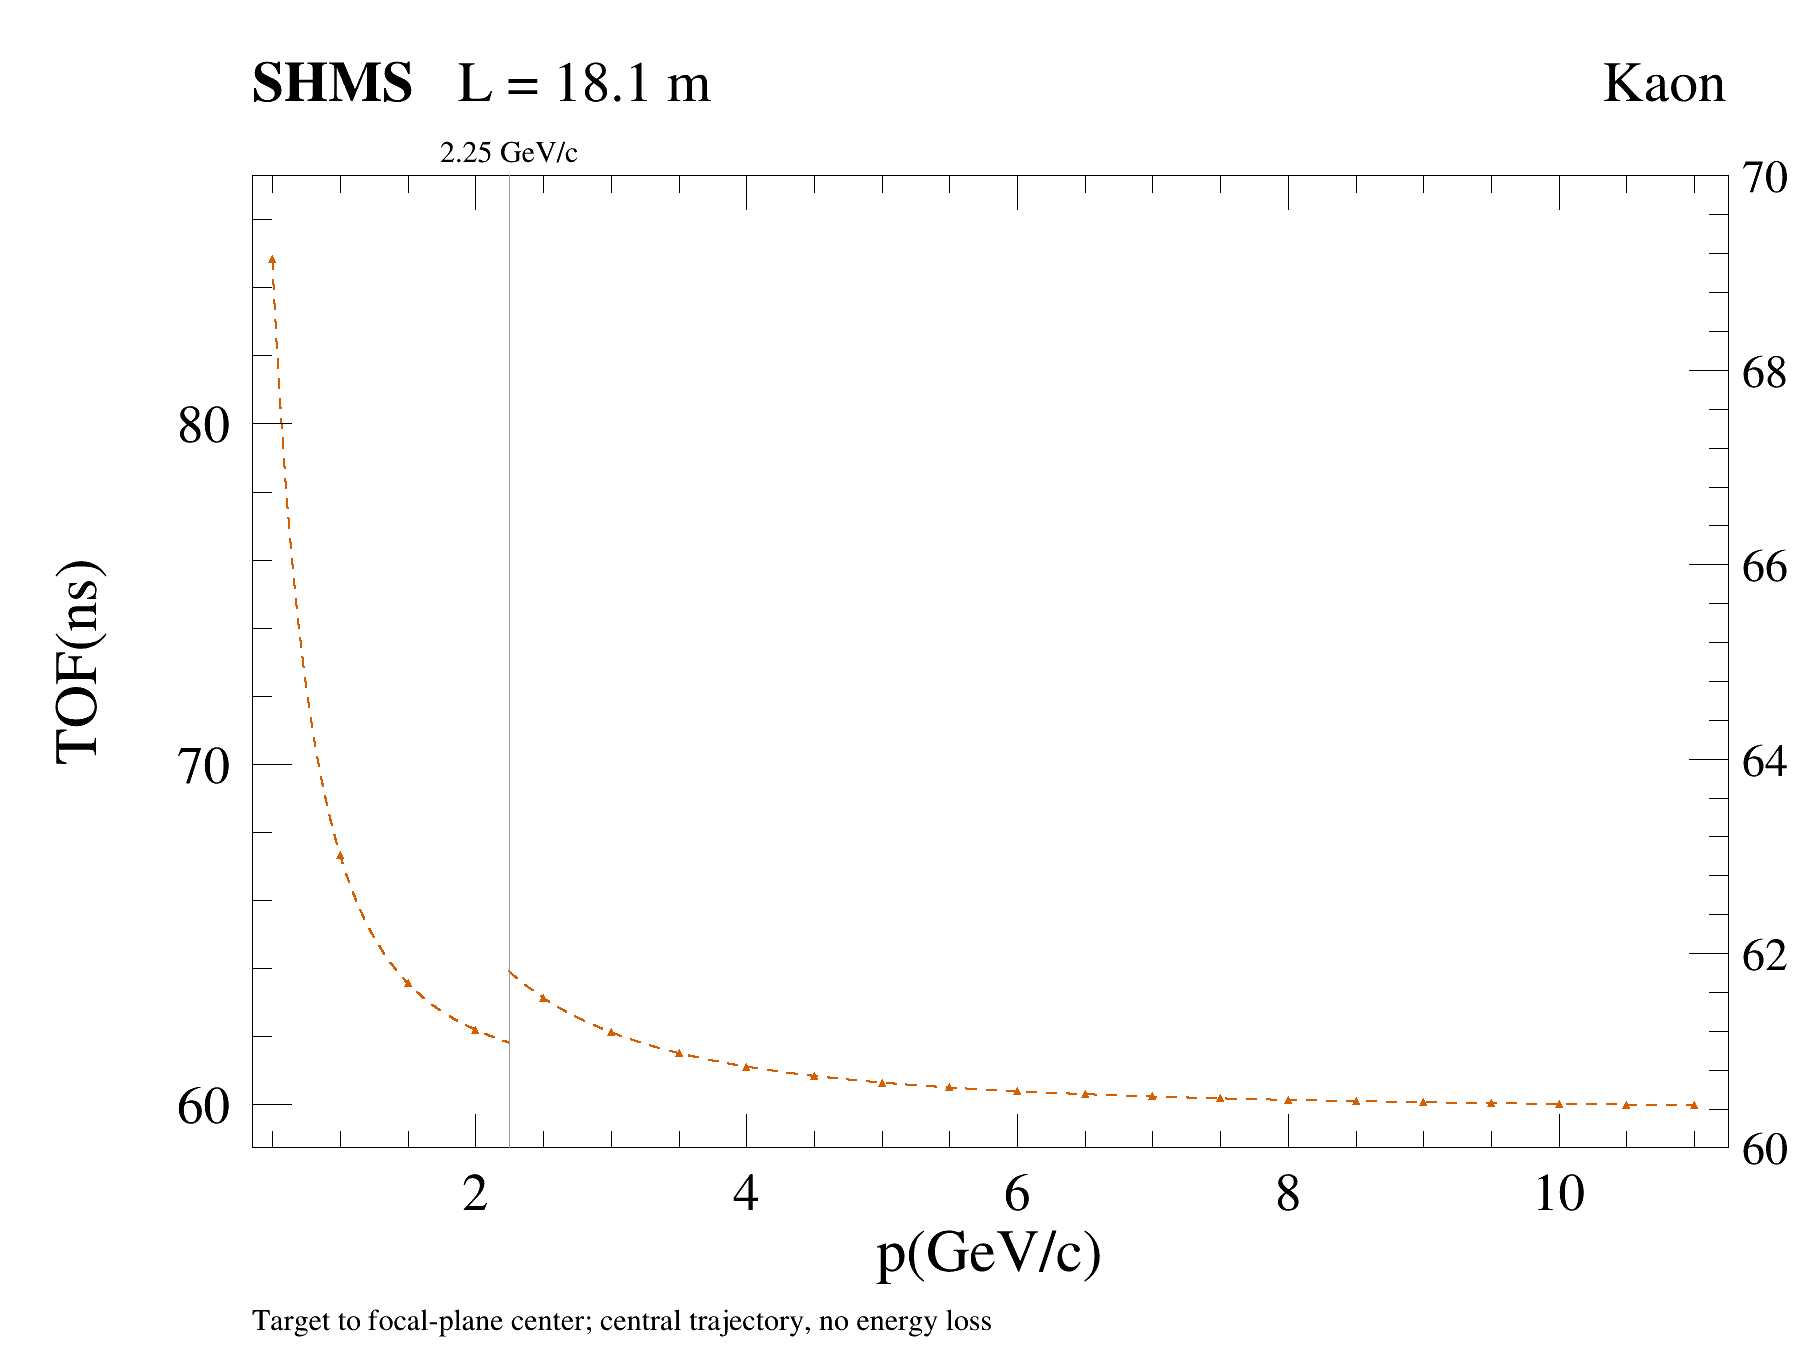 SHMS L = 18.1 m
Kaon
2.25 GeV/c
70
68
66
64
62
60
80
70
60
TOF(ns)
2 4 6 8 10
p(GeV/c)
Target to focal-plane center; central trajectory, no energy loss